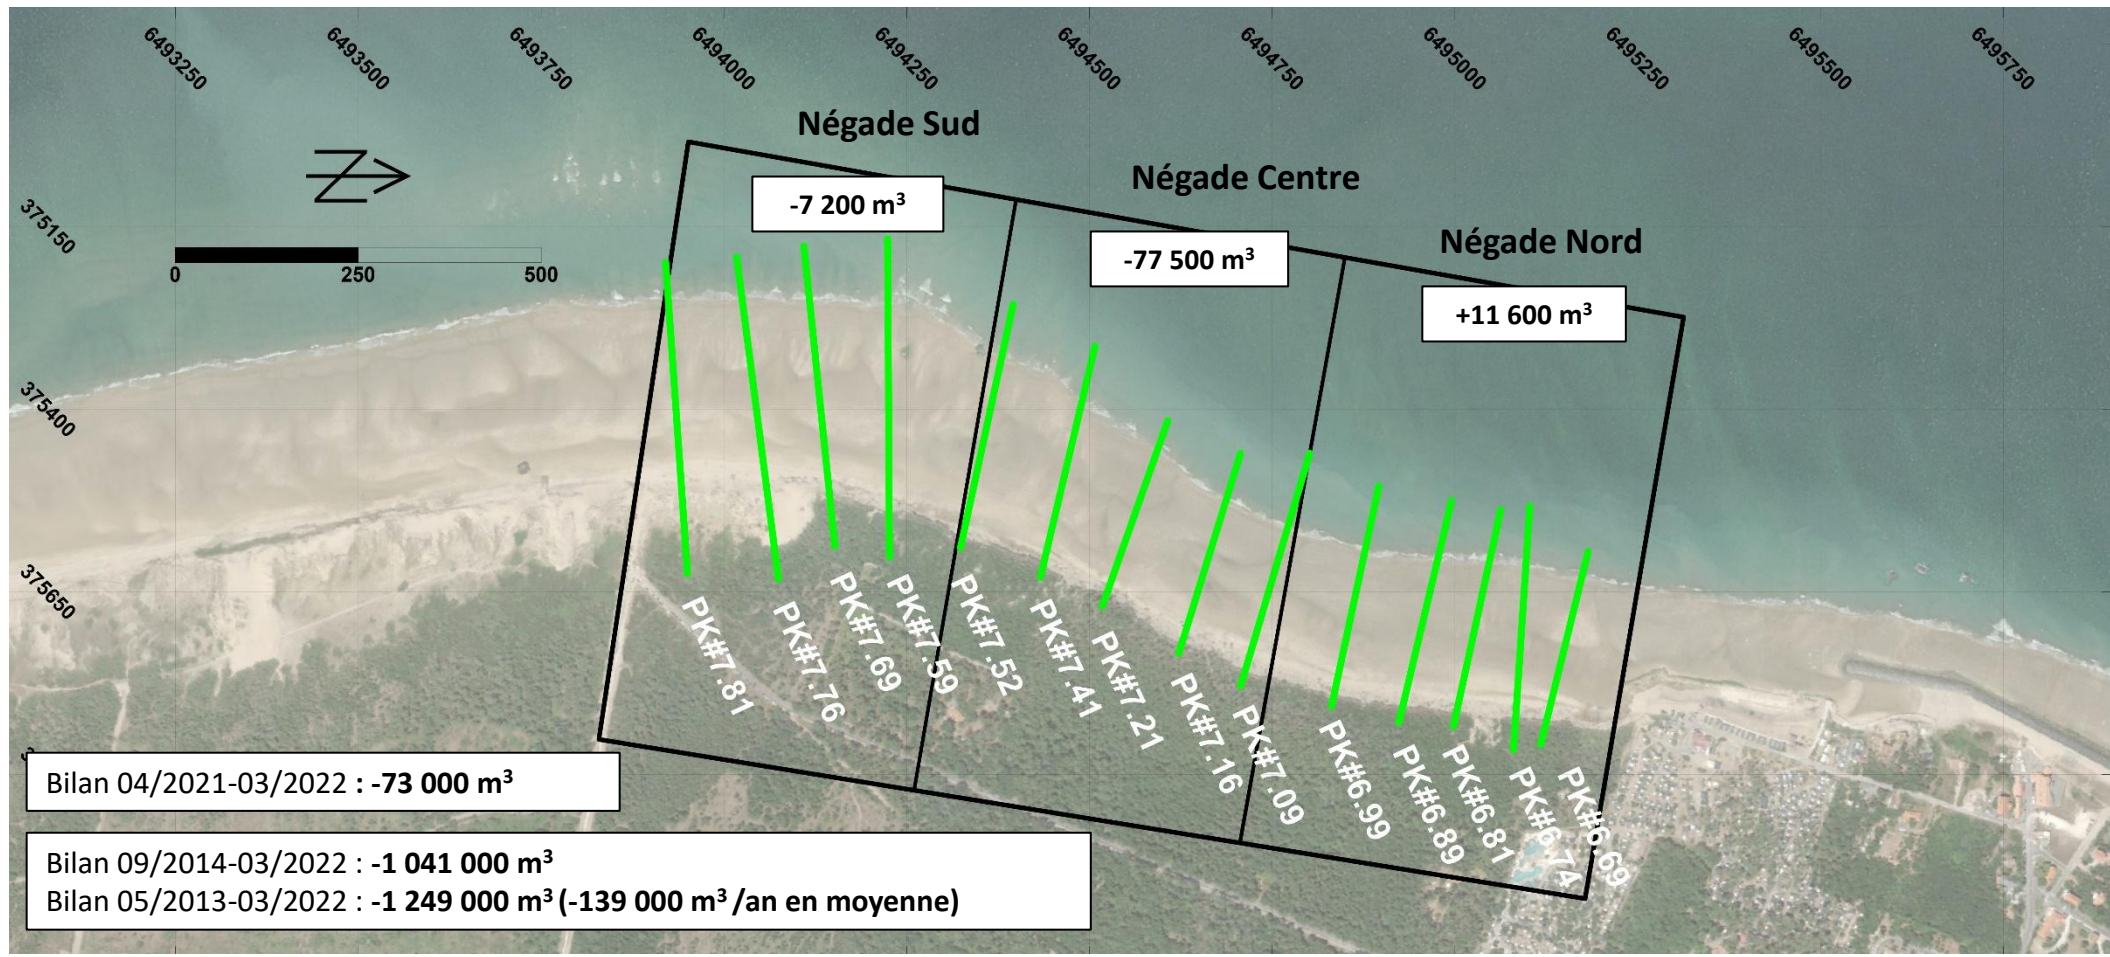 6493250
6493500
6493750
6494000
6494250
6494500
6494750
6495000
6495250
6495500
6495750
Négade Sud
-7 200 m³
Négade Centre
-77 500 m³
Négade Nord
+11 600 m³
375150
375400
375650
0
250
500
PK#7.81
PK#7.76
PK#7.69
PK#7.59
PK#7.52
PK#7.41
PK#7.21
PK#7.16
PK#7.09
PK#6.99
PK#6.89
PK#6.81
PK#6.74
PK#6.69
Bilan 04/2021-03/2022 : -73 000 m³
Bilan 09/2014-03/2022 : -1 041 000 m³
Bilan 05/2013-03/2022 : -1 249 000 m³ (-139 000 m³/an en moyenne)